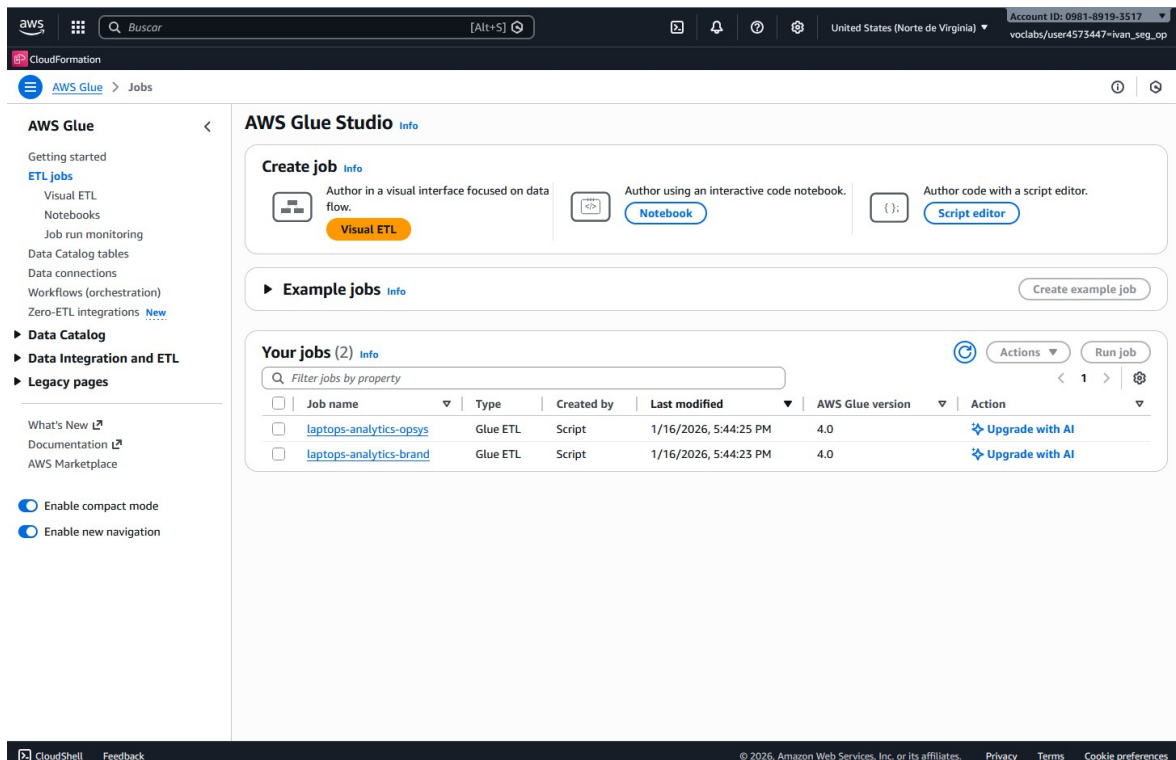 aws
Buscar [Alt+S] United States (Norte de Virginia) Account ID: 0981-8919-3517
voclabs/user4573447=ivan_seg_op
CloudFormation
AWS Glue > Jobs
AWS Glue
Getting started
ETL jobs
Visual ETL
Notebooks
Job run monitoring
Data Catalog tables
Data connections
Workflows (orchestration)
Zero-ETL integrations New
Data Catalog
Data Integration and ETL
Legacy pages
What's New
Documentation
AWS Marketplace
Enable compact mode
Enable new navigation
AWS Glue Studio Info
Create job Info
Author in a visual interface focused on data
flow.
Visual ETL
Author using an interactive code notebook.
Notebook
Author code with a script editor.
Script editor
Example jobs Info Create example job
Your jobs (2) Info Actions Run job
Filter jobs by property < 1 >
Job name Type Created by Last modified AWS Glue version Action
laptops-analytics-opsys Glue ETL Script 1/16/2026, 5:44:25 PM 4.0 Upgrade with AI
laptops-analytics-brand Glue ETL Script 1/16/2026, 5:44:23 PM 4.0 Upgrade with AI
CloudShell Feedback © 2026, Amazon Web Services, Inc. or its affiliates. Privacy Terms Cookie preferences